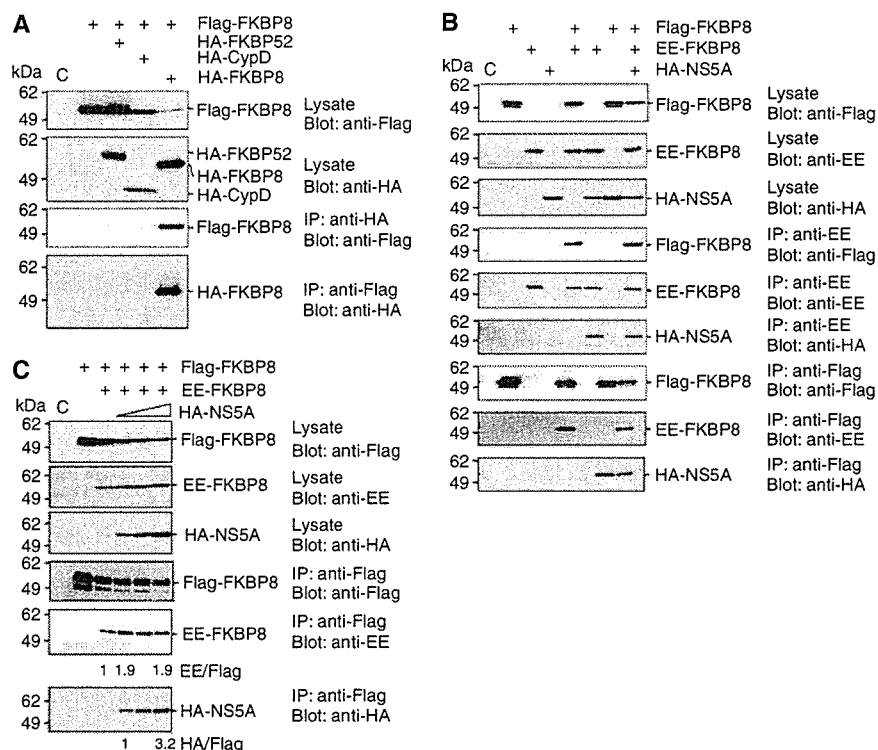 A
+ + + + Flag-FKBP8
+ HA-FKBP52
+ HA-CypD
+ HA-FKBP8
kDa C
62
49
Flag-FKBP8
Lysate
Blot: anti-Flag
62
49
HA-FKBP52
HA-FKBP8
HA-CypD
Lysate
Blot: anti-HA
62
49
Flag-FKBP8
IP: anti-HA
Blot: anti-Flag
62
49
HA-FKBP8
IP: anti-Flag
Blot: anti-HA
B
+ + + + Flag-FKBP8
+ + + + EE-FKBP8
+ + HA-NS5A
kDa C
62
49
Flag-FKBP8
Lysate
Blot: anti-Flag
62
49
EE-FKBP8
Lysate
Blot: anti-EE
62
49
HA-NS5A
Lysate
Blot: anti-HA
62
49
Flag-FKBP8
IP: anti-EE
Blot: anti-Flag
62
49
EE-FKBP8
IP: anti-EE
Blot: anti-EE
62
49
HA-NS5A
IP: anti-EE
Blot: anti-HA
62
49
Flag-FKBP8
IP: anti-Flag
Blot: anti-Flag
62
49
EE-FKBP8
IP: anti-Flag
Blot: anti-EE
62
49
HA-NS5A
IP: anti-Flag
Blot: anti-HA
C
+ + + + + Flag-FKBP8
+ + + + EE-FKBP8
HA-NS5A
kDa C
62
49
Flag-FKBP8
Lysate
Blot: anti-Flag
62
49
EE-FKBP8
Lysate
Blot: anti-EE
62
49
HA-NS5A
Lysate
Blot: anti-HA
62
49
Flag-FKBP8
IP: anti-Flag
Blot: anti-Flag
62
49
EE-FKBP8
IP: anti-Flag
Blot: anti-EE
1 1.9 1.9 EE/Flag
62
49
HA-NS5A
IP: anti-Flag
Blot: anti-HA
1 3.2 HA/Flag